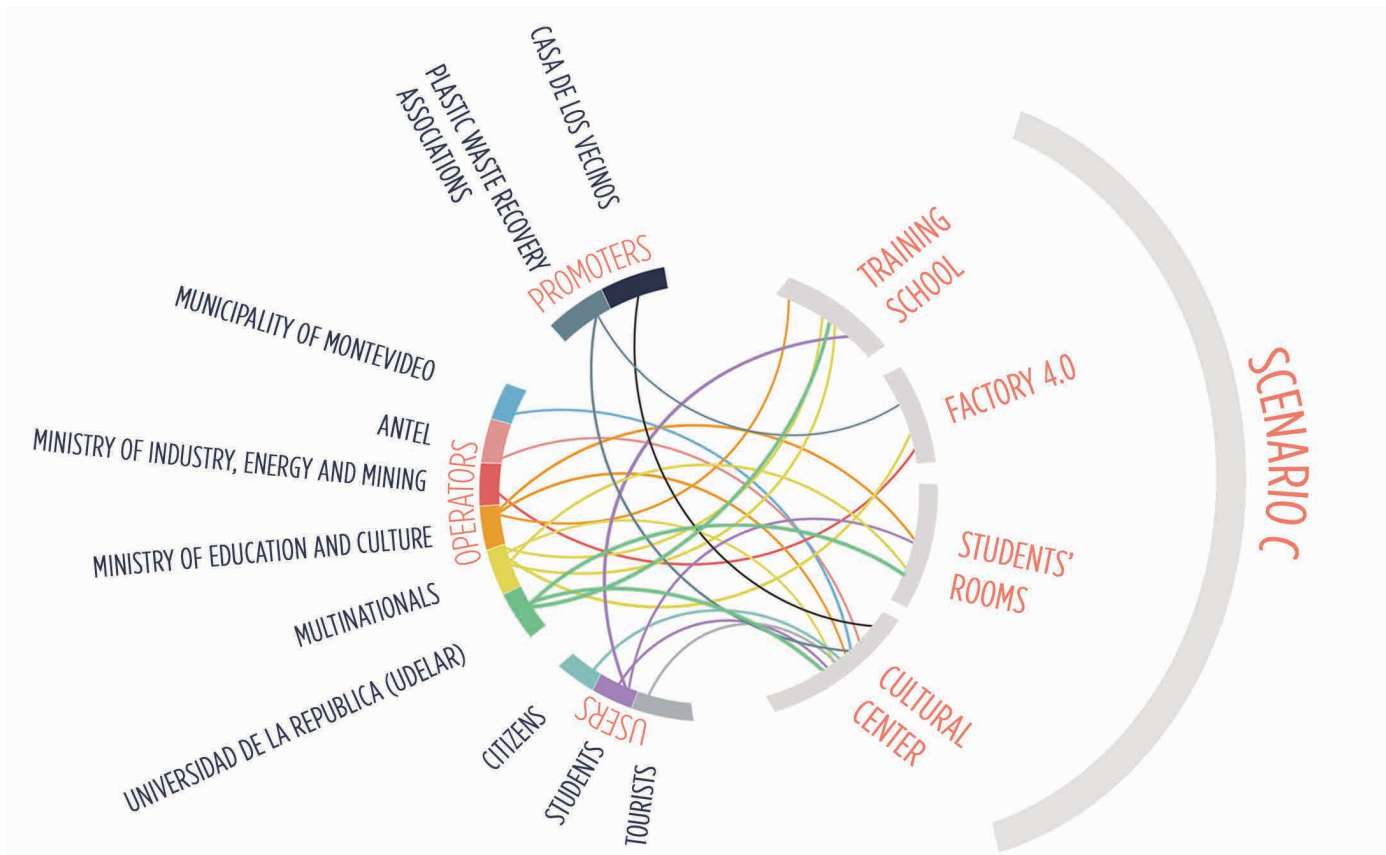 CASA DE LOS VECINOS
PLASTIC WASTE RECOVERY
ASSOCIATIONS
PROMOTERS
MUNICIPALITY OF MONTEVIDEO
ANTEL
MINISTRY OF INDUSTRY, ENERGY AND MINING
MINISTRY OF EDUCATION AND CULTURE
MULTINATIONALS
UNIVERSIDAD DE LA REPUBLICA (UDELAR)
OPERATORS
CITIZENS
STUDENTS
TOURISTS
USERS
TRAINING
SCHOOL
FACTORY 4.0
STUDENTS’
ROOMS
CULTURAL
CENTER
SCENARIO C